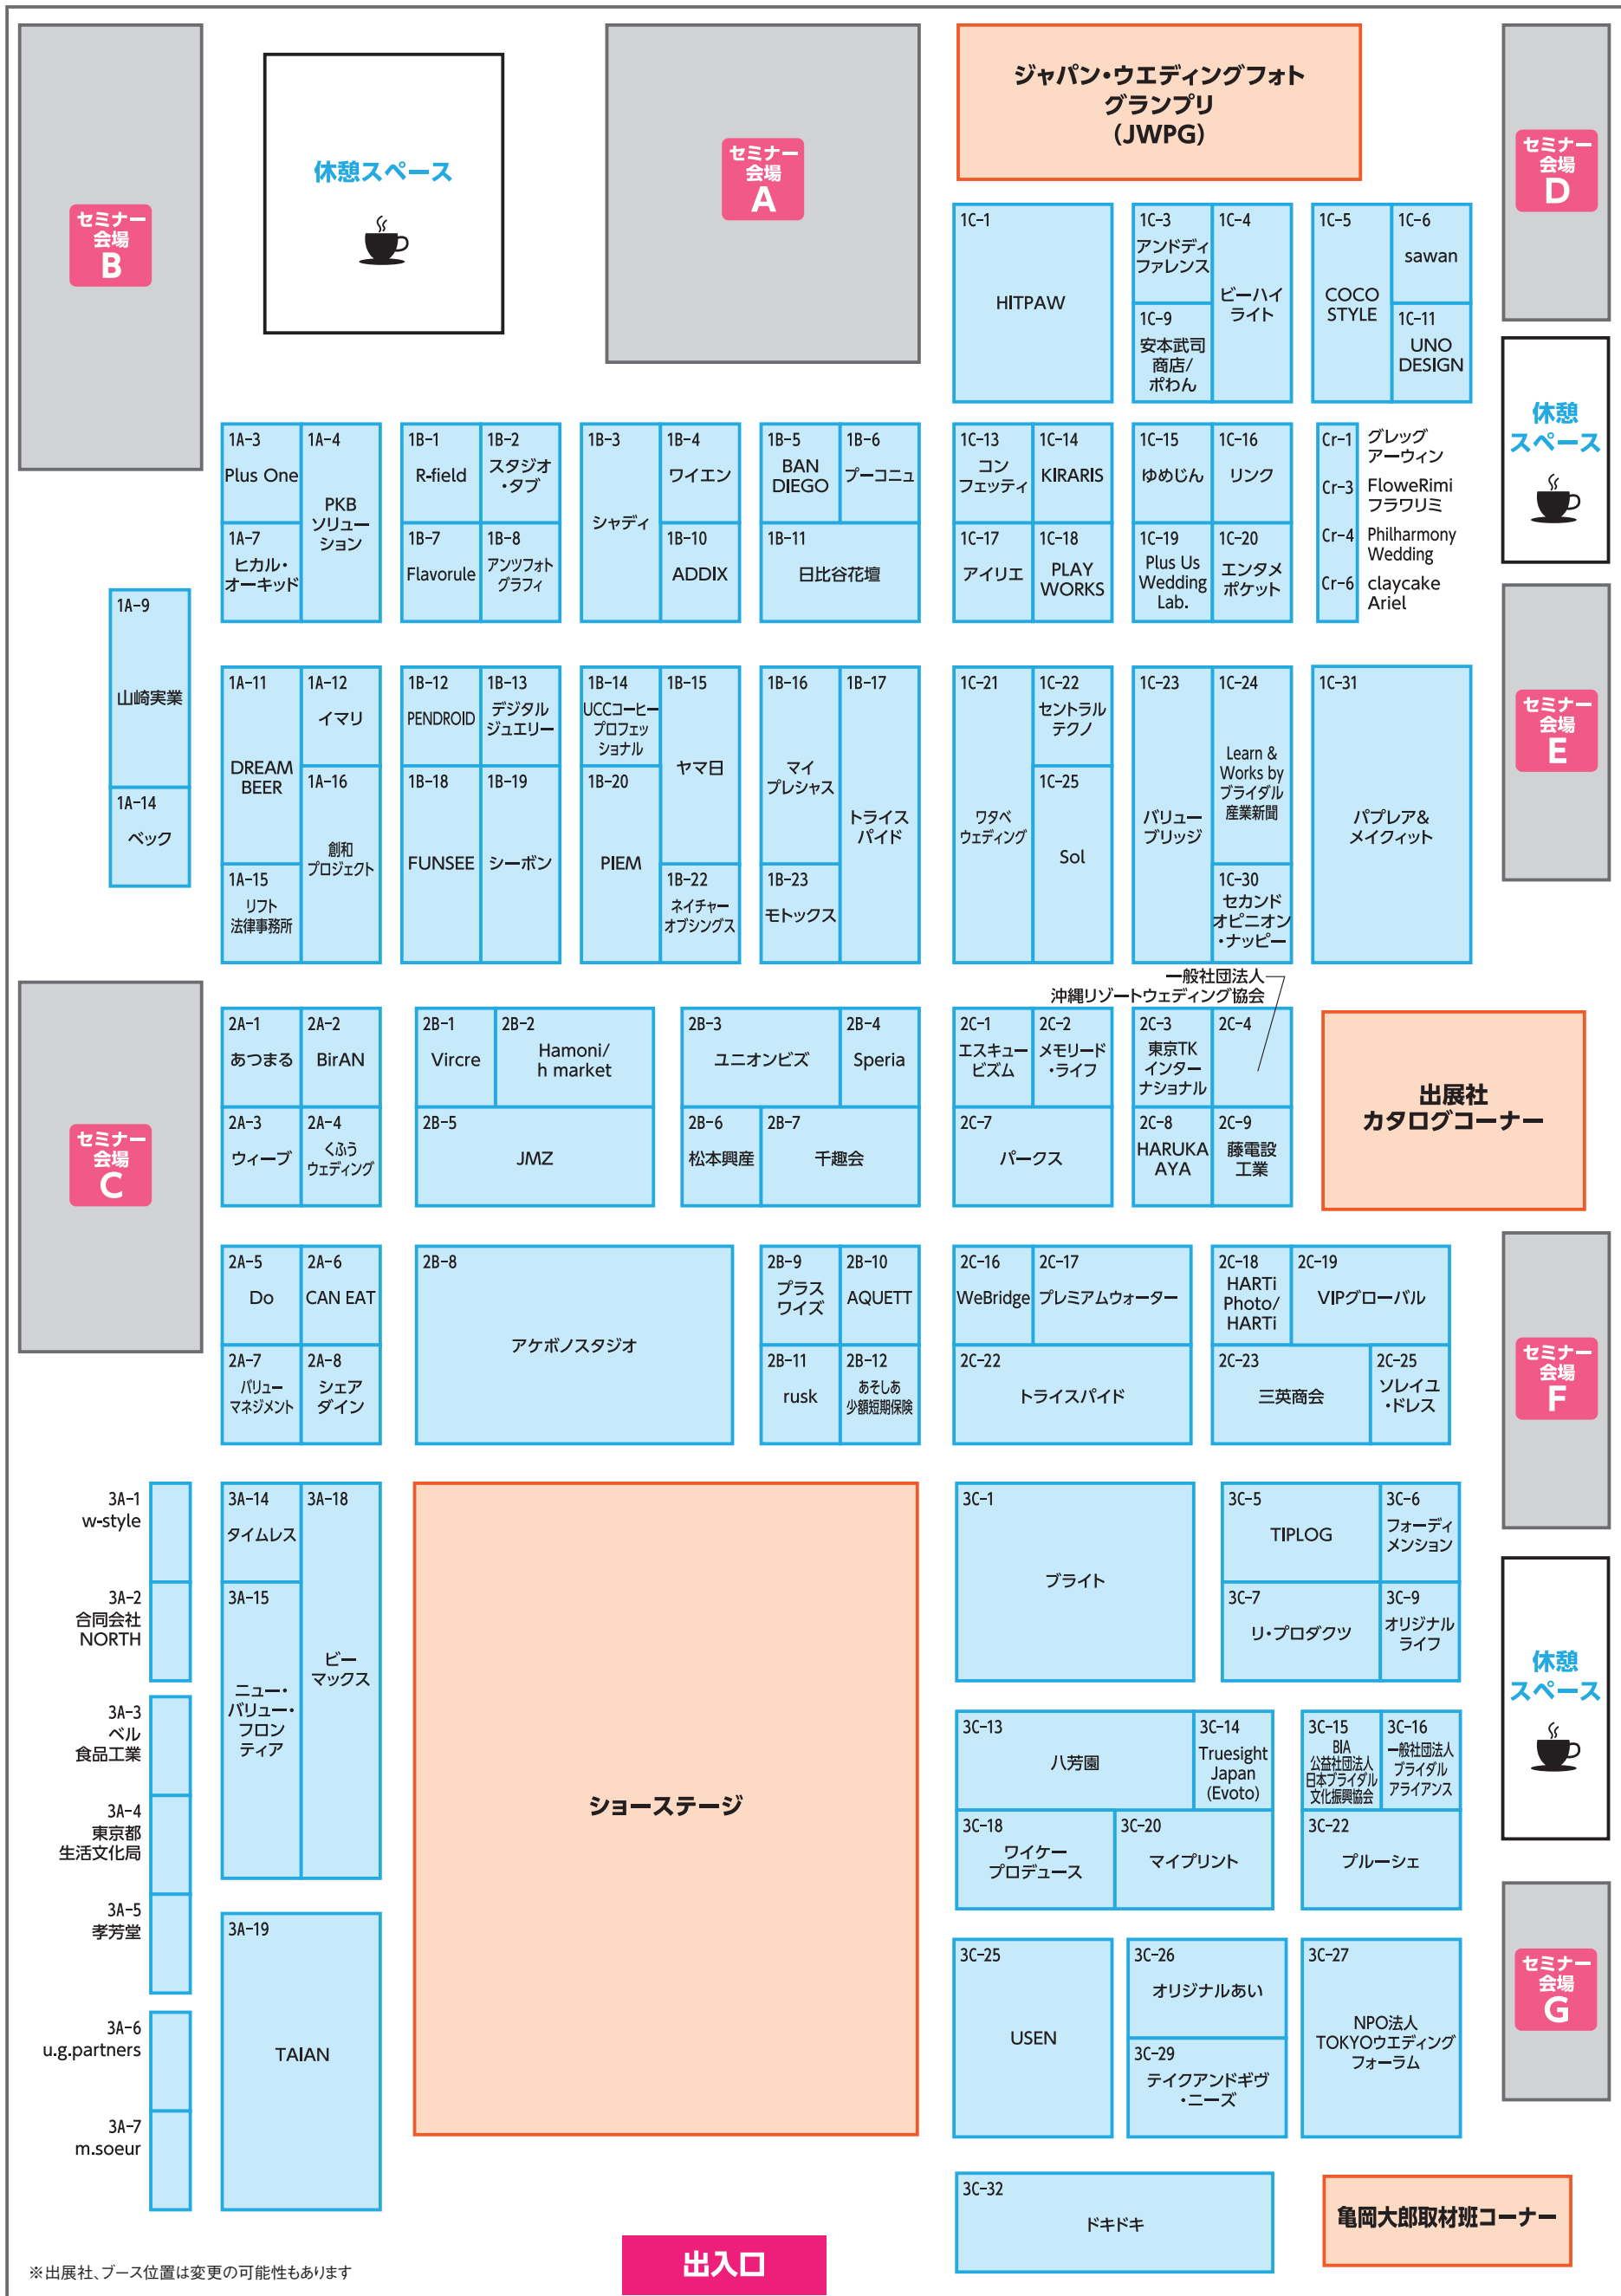 セミナー
会場
B
休憩スペース
セミナー
会場
A
ジャパン・ウエディングフォト
グランプリ
(JWPG)
セミナー
会場
D
1C-1
HITPAW
1C-3
アンドディ
ファレンス
1C-4
ビーハイ
ライト
1C-9
安本武司
商店/
ポわん
1C-5
COCO
STYLE
1C-6
sawan
1C-11
UNO
DESIGN
休憩
スペース
1A-3
Plus One
1A-4
PKB
ソリュー
ション
1A-7
ヒカル・
オーキッド
1B-1
R-field
1B-2
スタジオ
・タブ
1B-7
Flavorule
1B-8
アンツフォト
グラフィ
1B-3
シャディ
1B-4
ワイエン
1B-10
ADDIX
1B-5
BAN
DIEGO
1B-6
プーコニュ
1B-11
日比谷花壇
1C-13
コン
フェッティ
1C-14
KIRARIS
1C-17
アイリエ
1C-18
PLAY
WORKS
1C-15
ゆめじん
1C-16
リンク
1C-19
Plus Us
Wedding
Lab.
1C-20
エンタメ
ポケット
Cr-1
グレッグ
アーウィン
Cr-3
FloweRimi
フラワリミ
Cr-4
Philharmony
Wedding
Cr-6
claycake
Ariel
セミナー
会場
E
1A-9
山崎実業
1A-14
ベック
1A-11
DREAM
BEER
1A-12
イマリ
1A-16
創和
プロジェクト
1A-15
リフト
法律事務所
1B-12
PENDROID
1B-13
デジタル
ジュエリー
1B-18
FUNSEE
1B-19
シーボン
1B-14
UCCコーヒー
プロフェッ
ショナル
1B-15
ヤマ日
1B-20
PIEM
1B-22
ネイチャー
オブシングス
1B-16
マイ
プレシャス
1B-17
トライス
パイド
1B-23
モトックス
1C-21
ワタベ
ウェディング
1C-22
セントラル
テクノ
1C-25
Sol
1C-23
バリュー
ブリッジ
1C-24
Learn &
Works by
ブライダル
産業新聞
1C-30
セカンド
オピニオン
・ナッピー
1C-31
パプレア&
メイクィット
一般社団法人
沖縄リゾートウェディング協会
セミナー
会場
C
2A-1
あつまる
2A-2
BirAN
2A-3
ウィーブ
2A-4
くふう
ウェディング
2B-1
Vircre
2B-2
Hamoni/
h market
2B-5
JMZ
2B-3
ユニオンビズ
2B-4
Speria
2B-6
松本興産
2B-7
千趣会
2C-1
エスキュー
ビズム
2C-2
メモリード
・ライフ
2C-7
パークス
2C-3
東京TK
インター
ナショナル
2C-4
2C-8
HARUKA
AYA
2C-9
藤電設
工業
出展社
カタログコーナー
2A-5
Do
2A-6
CAN EAT
2A-7
バリュー
マネジメント
2A-8
シェア
ダイン
2B-8
アケボノスタジオ
2B-9
プラス
ワイズ
2B-10
AQUETT
2B-11
rusk
2B-12
あそしあ
少額短期保険
2C-16
WeBridge
2C-17
プレミアムウォーター
2C-22
トライスパイド
2C-18
HARTi
Photo/
HARTi
2C-19
VIPグローバル
2C-23
三英商会
2C-25
ソレイユ
・ドレス
セミナー
会場
F
3A-1
w-style
3A-2
合同会社
NORTH
3A-3
ベル
食品工業
3A-4
東京都
生活文化局
3A-5
孝芳堂
3A-6
u.g.partners
3A-7
m.soeur
3A-14
タイムレス
3A-18
ビー
マックス
3A-15
ニュー・
バリュー・
フロン
ティア
3A-19
TAIAN
ショーステージ
3C-1
ブライト
3C-5
TIPLOG
3C-6
フォーディ
メンション
3C-7
リ・プロダクツ
3C-9
オリジナル
ライフ
休憩
スペース
3C-13
八芳園
3C-14
Truesight
Japan
(Evoto)
3C-18
ワイケー
プロデュース
3C-20
マイプリント
3C-15
BIA
公益社団法人
日本ブライダル
文化振興協会
3C-16
一般社団法人
ブライダル
アライアンス
3C-22
プルーシェ
3C-25
USEN
3C-26
オリジナルあい
3C-29
テイクアンドギヴ
・ニーズ
3C-27
NPO法人
TOKYOウエディング
フォーラム
セミナー
会場
G
3C-32
ドキドキ
亀岡大郎取材班コーナー
出入口
※出展社、ブース位置は変更の可能性もあります